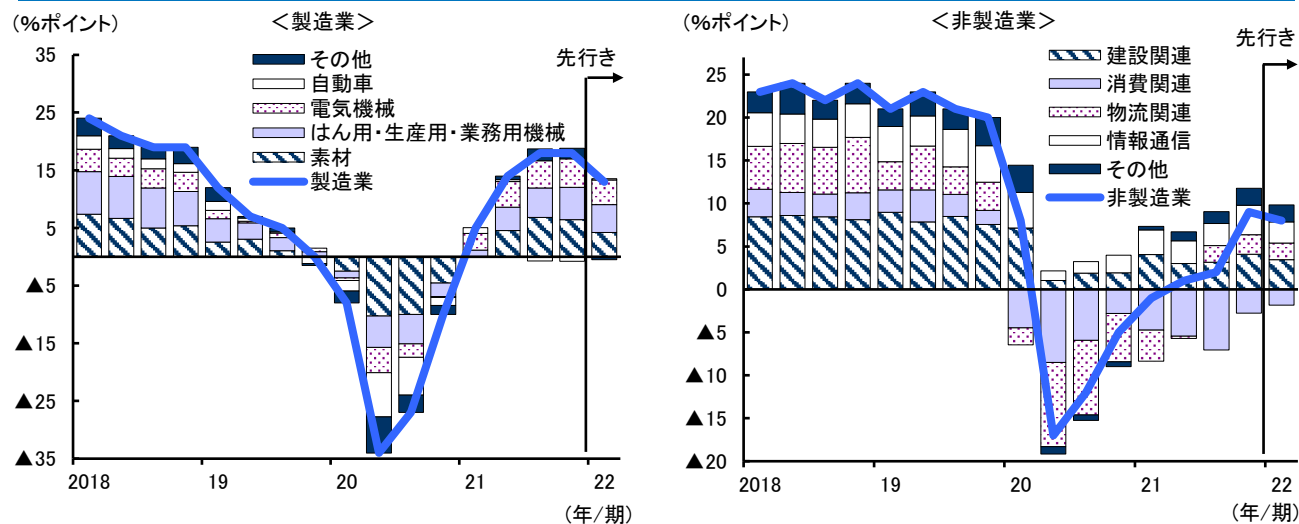 (%ポイント)
＜製造業＞
35
25
15
5
▲5
▲15
▲25
▲35
その他
自動車
電気機械
はん用・生産用・業務用機械
素材
製造業
先行き
2018
19
20
21
22
(年/期)
(%ポイント)
＜非製造業＞
25
20
15
10
5
0
▲5
▲10
▲15
▲20
建設関連
消費関連
物流関連
情報通信
その他
非製造業
先行き
2018
19
20
21
22
(年/期)